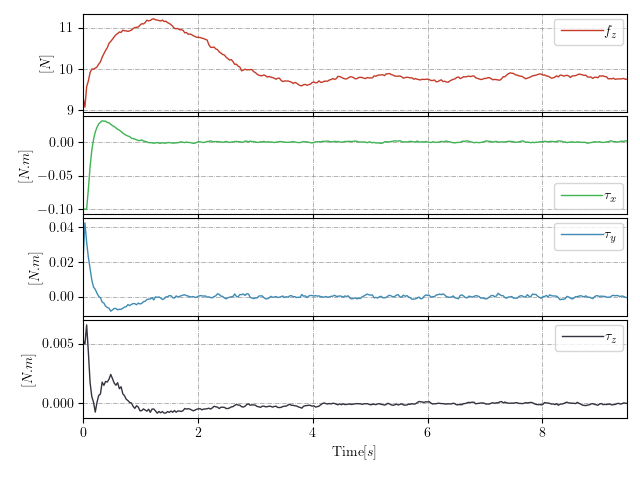 11
10
9
[N]
f_z
0.00
−0.05
−0.10
[N.m]
τ_x
0.04
0.02
0.00
[N.m]
τ_y
0.005
0.000
[N.m]
τ_z
0 2 4 6 8
Time[s]